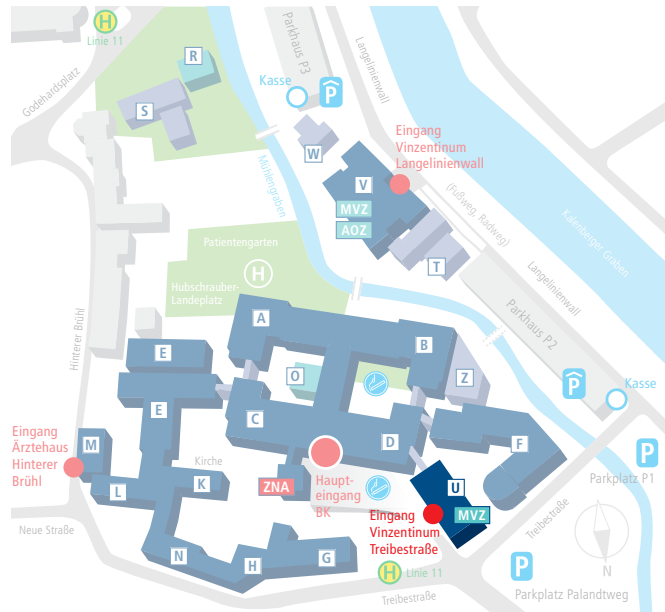 H
Linie 11
Godehardsplatz
R
S
Parkhaus P3
Kasse
P
Langelinienwall
W
Eingang
Vinzentinum
Langelinienwall
V
MVZ
AOZ
Mühlengraben
(Fußweg, Radweg)
Kalenberger Graben
T
Langelinienwall
Patientengarten
H
Hubschrauber-
Landeplatz
Parkhaus P2
Hinterer Brühl
A
B
E
O
Z
P
Kasse
E
C
D
F
Eingang
Ärztehaus
Hinterer
Brühl
M
Kirche
L
K
ZNA
Haupt-
eingang
BK
U
MVZ
Eingang
Vinzentinum
Treibestraße
P
Parkplatz P1
Treibestraße
Neue Straße
N
H
G
H
Linie 11
Treibestraße
P
Parkplatz Palandtweg
N